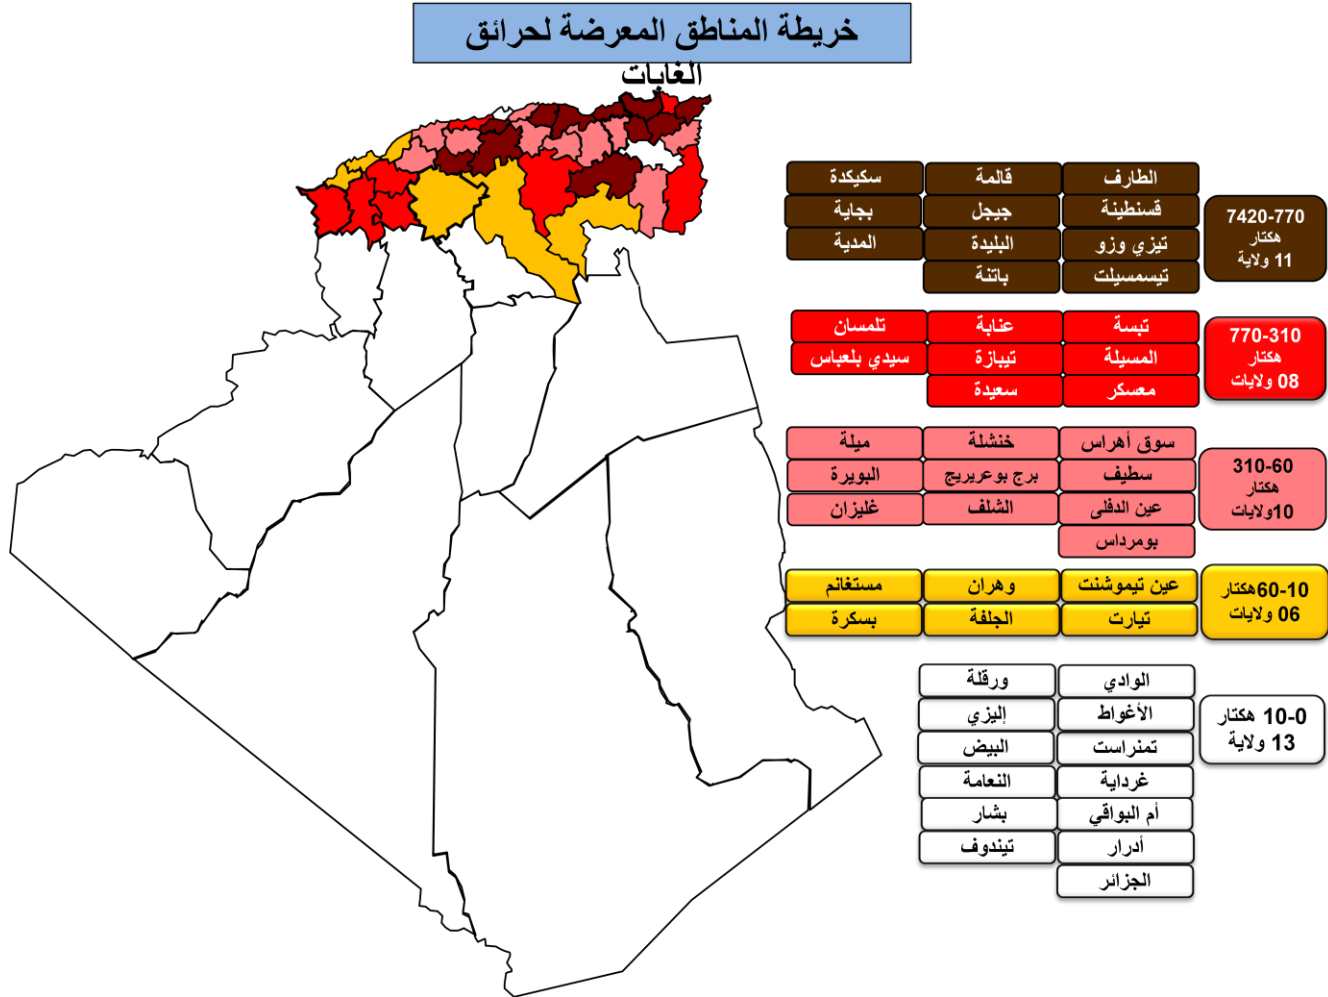 خريطة المناطق المعرضة لحرائق
الغابات
الطارف قالمة سكيكدة
قسنطينة جيجل بجاية
تيزي وزو البليدة المدية
تيسمسيلت باتنة
7420-770
هكتار
11 ولاية
تبسة عنابة تلمسان
المسيلة تيبازة سيدي بلعباس
معسكر سعيدة
770-310
هكتار
08 ولايات
سوق أهراس خنشلة ميلة
سطيف برج بوعريريج البويرة
عين الدفلى الشلف غليزان
بومرداس
310-60
هكتار
10ولايات
عين تيموشنت وهران مستغانم
تيارت الجلفة بسكرة
60-10هكتار
06 ولايات
الوادي ورقلة
الأغواط إليزي
تمنراست البيض
غرداية النعامة
أم البواقي بشار
أدرار تيندوف
الجزائر
10-0 هكتار
13 ولاية